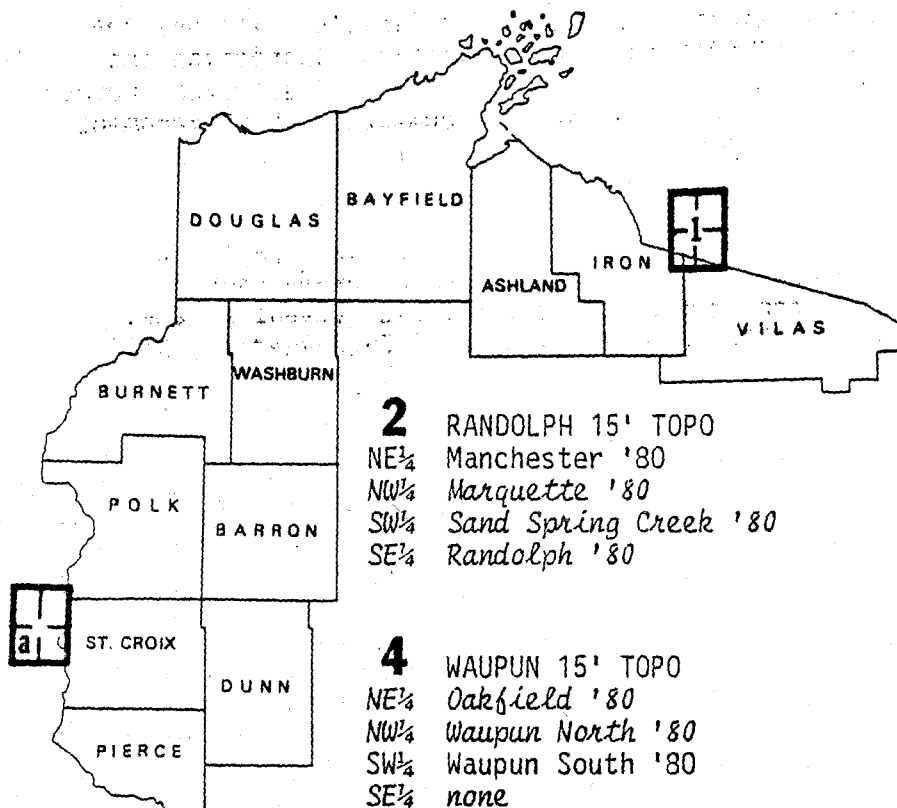 BAYFIELD
DOUGLAS
1
IRON
ASHLAND
VILAS
WASHBURN
BURNETT
2 RANDOLPH 15' TOPO
NE¼ Manchester '80
NW¼ Marquette '80
SW¼ Sand Spring Creek '80
SE¼ Randolph '80
POLK
BARRON
a
ST. CROIX
DUNN
PIERCE
4 WAUPUN 15' TOPO
NE¼ Oakfield '80
NW¼ Waupun North '80
SW¼ Waupun South '80
SE¼ none